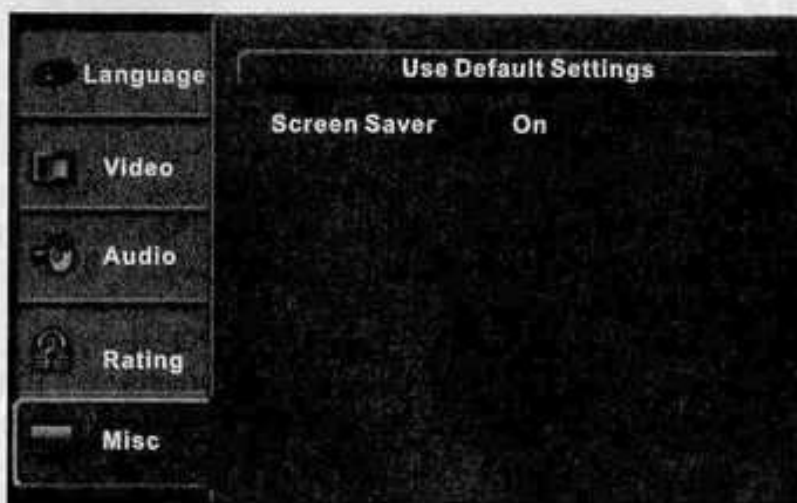 Language
Video
Audio
Rating
Misc
Use Default Settings
Screen Saver On